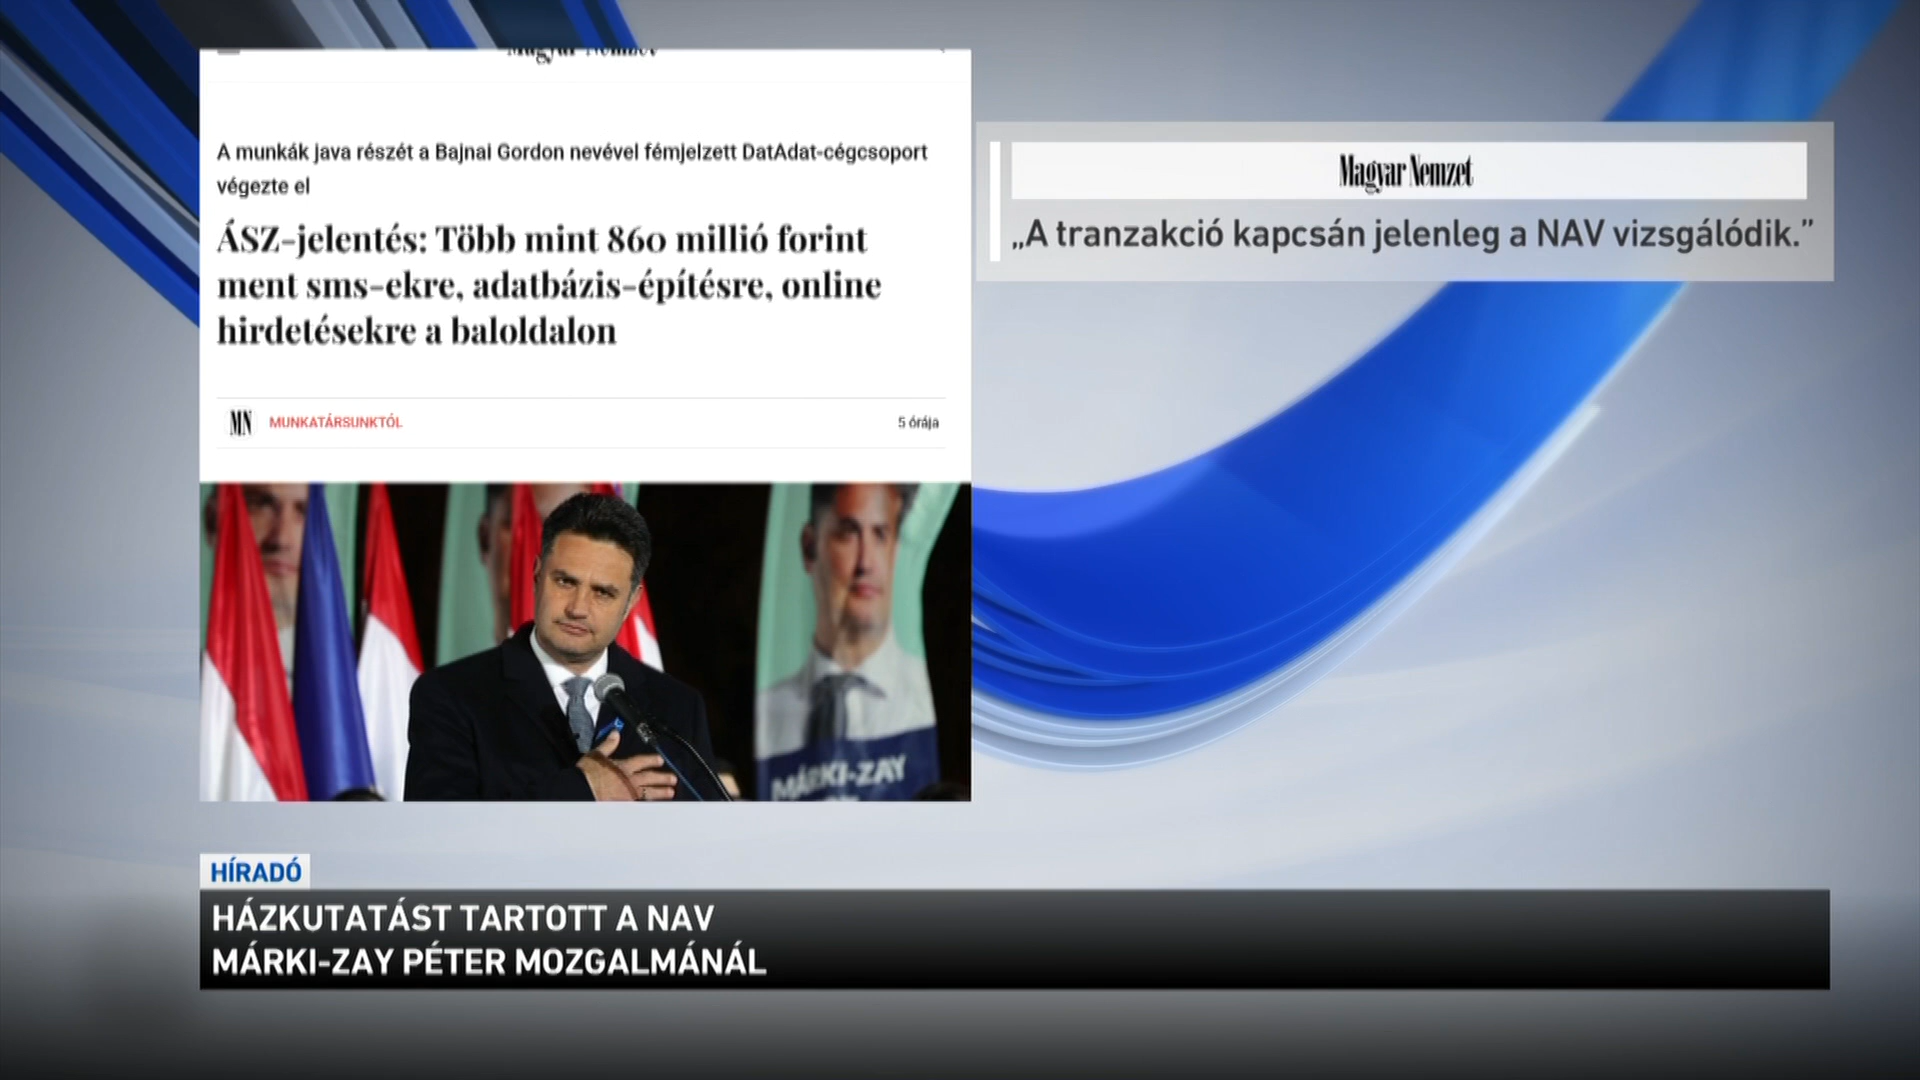 Magyar Nemzet
A munkák java részét a Bajnai Gordon nevével fémjelzett DatAdat-cégcsoport
végezte el
ÁSZ-jelentés: Több mint 860 millió forint
ment sms-ekre, adatbázis-építésre, online
hirdetésekre a baloldalon
MN MUNKATÁRSUNKTÓL 5 órája
MÁRKI-ZAY
Magyar Nemzet
„A tranzakció kapcsán jelenleg a NAV vizsgálódik.”
HÍRADÓ
HÁZKUTATÁST TARTOTT A NAV
MÁRKI-ZAY PÉTER MOZGALMÁNÁL